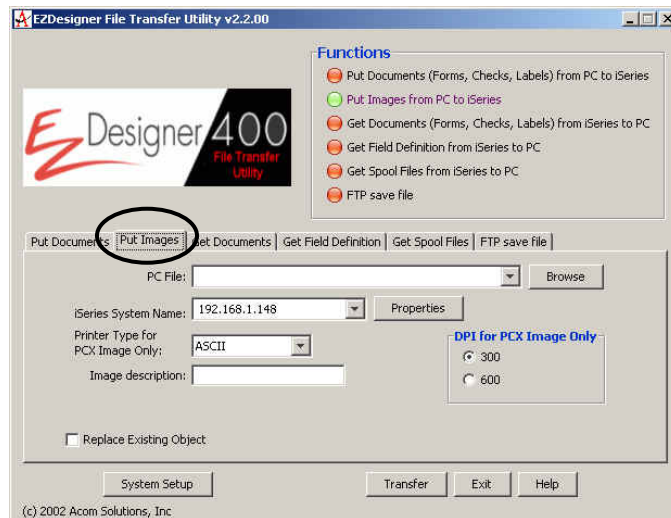 EZDesigner File Transfer Utility v2.2.00
Functions
Put Documents (Forms, Checks, Labels) from PC to iSeries
Put Images from PC to iSeries
Get Documents (Forms, Checks, Labels) from iSeries to PC
Get Field Definition from iSeries to PC
Get Spool Files from iSeries to PC
FTP save file
EZ Designer 400
File Transfer
Utility
Put Documents Put Images Get Documents Get Field Definition Get Spool Files FTP save file
PC File: Browse
iSeries System Name: 192.168.1.148 Properties
Printer Type for
PCX Image Only: ASCII
DPI for PCX Image Only
300
Image description:
600
Replace Existing Object
System Setup Transfer Exit Help
(c) 2002 Acom Solutions, Inc